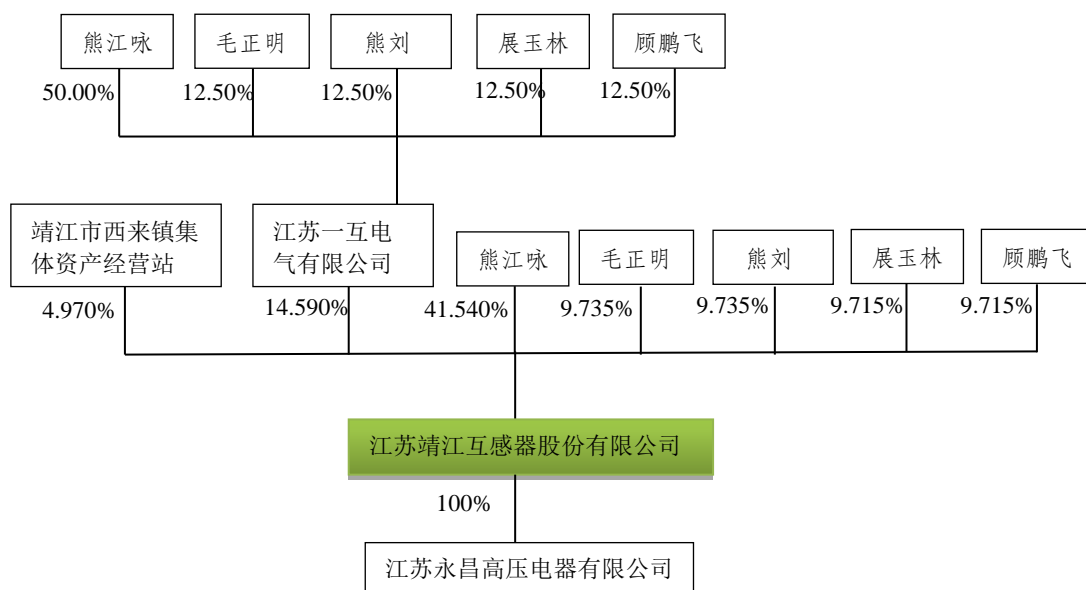 熊江咏
毛正明
熊刘
展玉林
顾鹏飞
50.00%
12.50%
12.50%
12.50%
12.50%
靖江市西来镇集
体资产经营站
江苏一互电
气有限公司
熊江咏
毛正明
熊刘
展玉林
顾鹏飞
4.970%
14.590%
41.540%
9.735%
9.735%
9.715%
9.715%
江苏靖江互感器股份有限公司
100%
江苏永昌高压电器有限公司